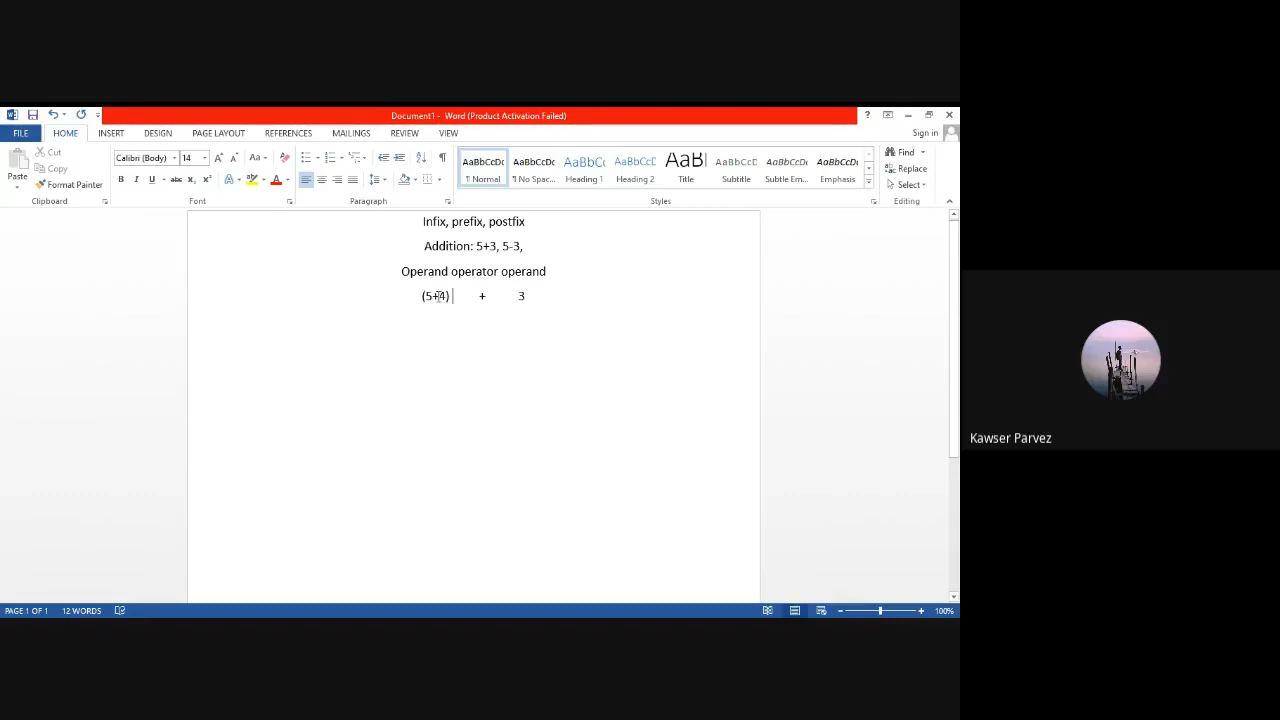 Document1 - Word (Product Activation Failed)
FILE HOME INSERT DESIGN PAGE LAYOUT REFERENCES MAILINGS REVIEW VIEW Sign in
Paste
Cut
Copy
Format Painter
Clipboard
Calibri (Body) 14
Font
Paragraph
AaBbCcDc AaBbCcDc AaBbCc AaBbCcD AaB AaBbCcD AaBbCcDc AaBbCcDc
¶ Normal ¶ No Spac... Heading 1 Heading 2 Title Subtitle Subtle Em... Emphasis
Styles
Find
Replace
Select
Editing
Infix, prefix, postfix
Addition: 5+3, 5-3,
Operand operator operand
(5+4) + 3
Kawser Parvez
PAGE 1 OF 1 12 WORDS 100%